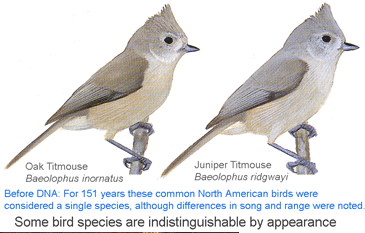 Oak Titmouse
Baeolophus inornatus
Juniper Titmouse
Baeolophus ridgwayi
Before DNA: For 151 years these common North American birds were
considered a single species, although differences in song and range were noted.
Some bird species are indistinguishable by appearance